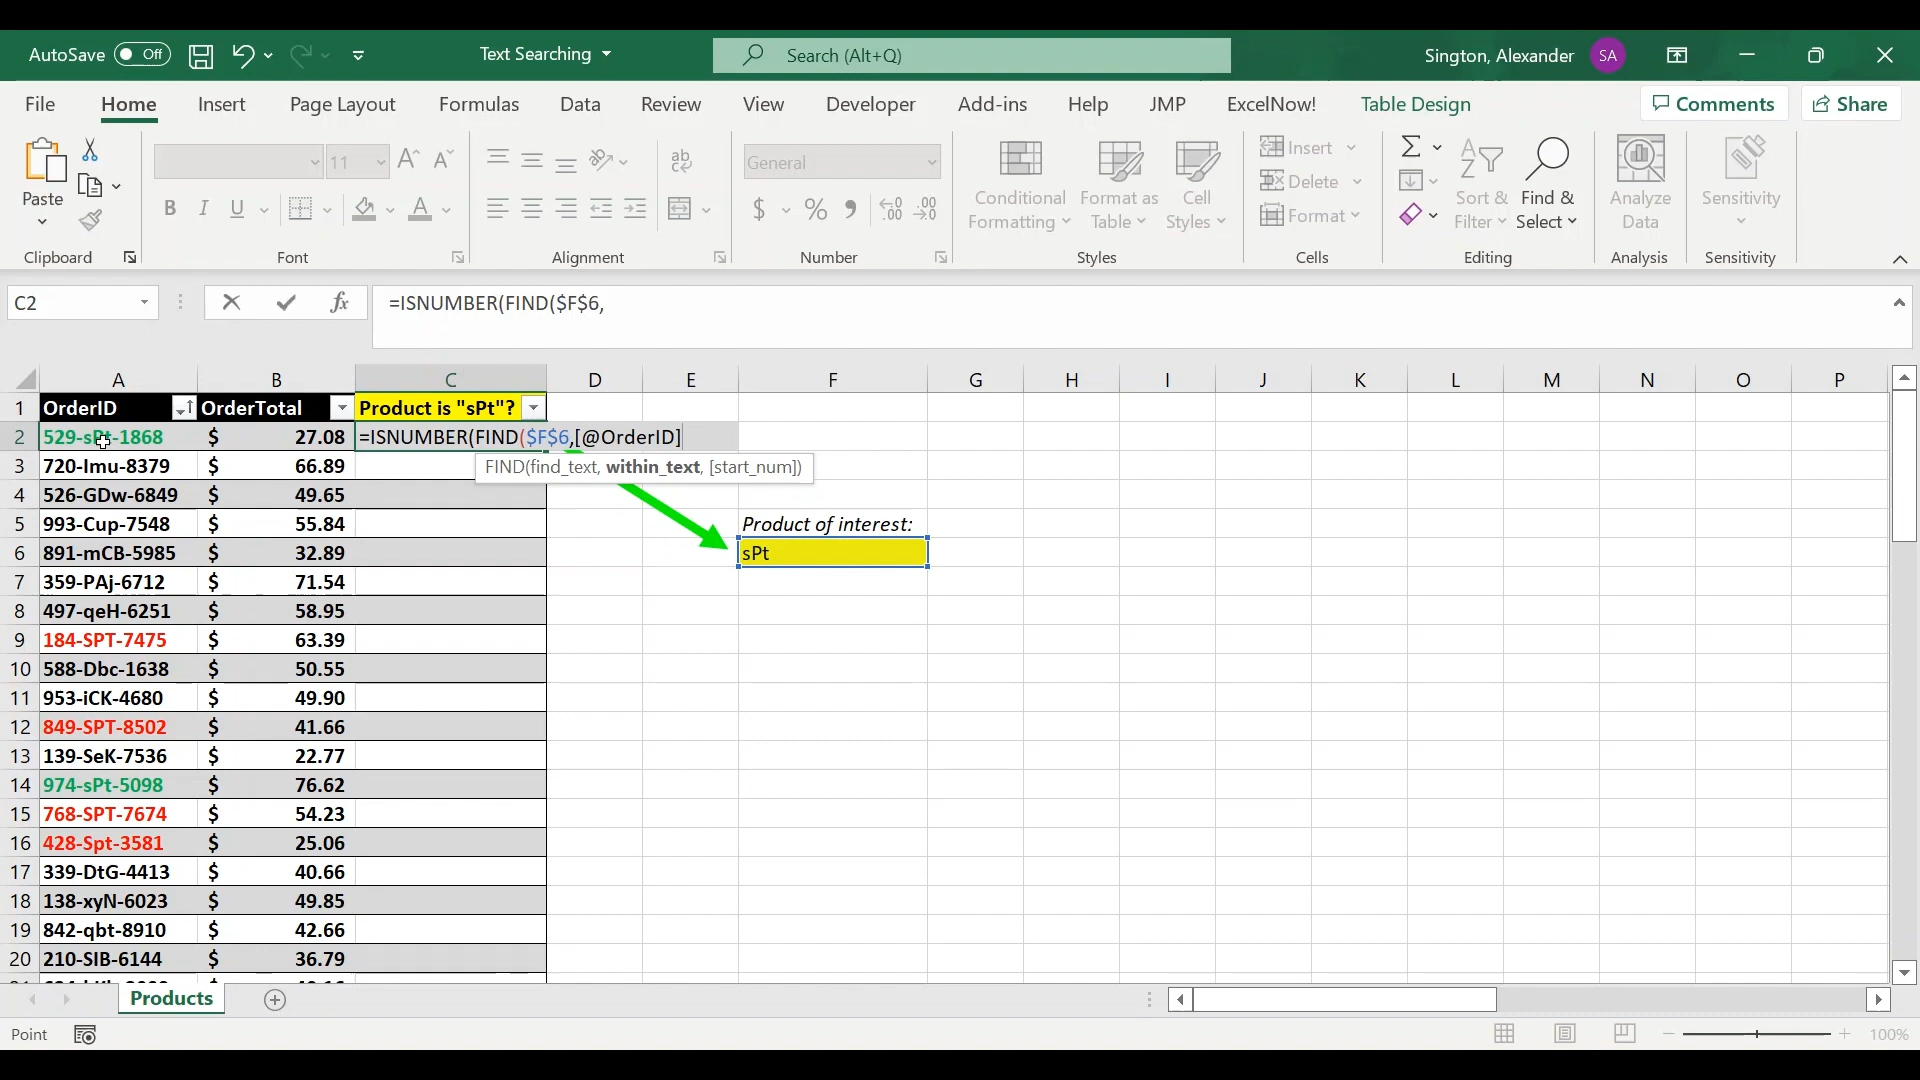 AutoSave Off Text Searching Search (Alt+Q) Sington, Alexander SA
File Home Insert Page Layout Formulas Data Review View Developer Add-ins Help JMP ExcelNow! Table Design Comments Share
Paste 11 General Conditional Formatting Format as Table Cell Styles Insert Delete Format Sort & Filter Find & Select Analyze Data Sensitivity
Clipboard Font Alignment Number Styles Cells Editing Analysis Sensitivity
C2 fx =ISNUMBER(FIND($F$6,
A B C D E F G H I J K L M N O P
1 OrderID OrderTotal Product is "sPt"?
2 529-sPt-1868 $ 27.08 =ISNUMBER(FIND($F$6,[@OrderID]
3 720-Imu-8379 $ 66.89 FIND(find_text, within_text, [start_num])
4 526-GDw-6849 $ 49.65
5 993-Cup-7548 $ 55.84 Product of interest:
6 891-mCB-5985 $ 32.89 sPt
7 359-PAj-6712 $ 71.54
8 497-qeH-6251 $ 58.95
9 184-SPT-7475 $ 63.39
10 588-Dbc-1638 $ 50.55
11 953-iCK-4680 $ 49.90
12 849-SPT-8502 $ 41.66
13 139-SeK-7536 $ 22.77
14 974-sPt-5098 $ 76.62
15 768-SPT-7674 $ 54.23
16 428-Spt-3581 $ 25.06
17 339-DtG-4413 $ 40.66
18 138-xyN-6023 $ 49.85
19 842-qbt-8910 $ 42.66
20 210-SIB-6144 $ 36.79
Products
Point 100%